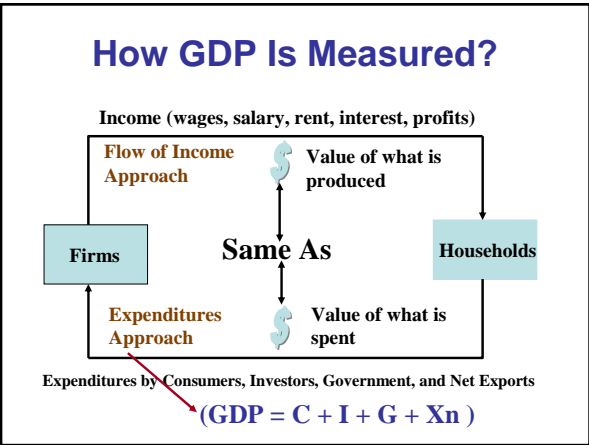 How GDP Is Measured?
Income (wages, salary, rent, interest, profits)
Flow of Income
Approach
$
Value of what is
produced
Firms
Same As
Households
Expenditures
Approach
$
Value of what is
spent
Expenditures by Consumers, Investors, Government, and Net Exports
(GDP = C + I + G + Xn )